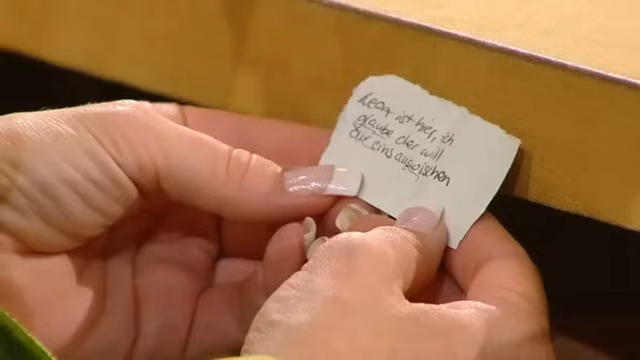 Leon ist hier, ich
glaube der will
dir eins auswischen